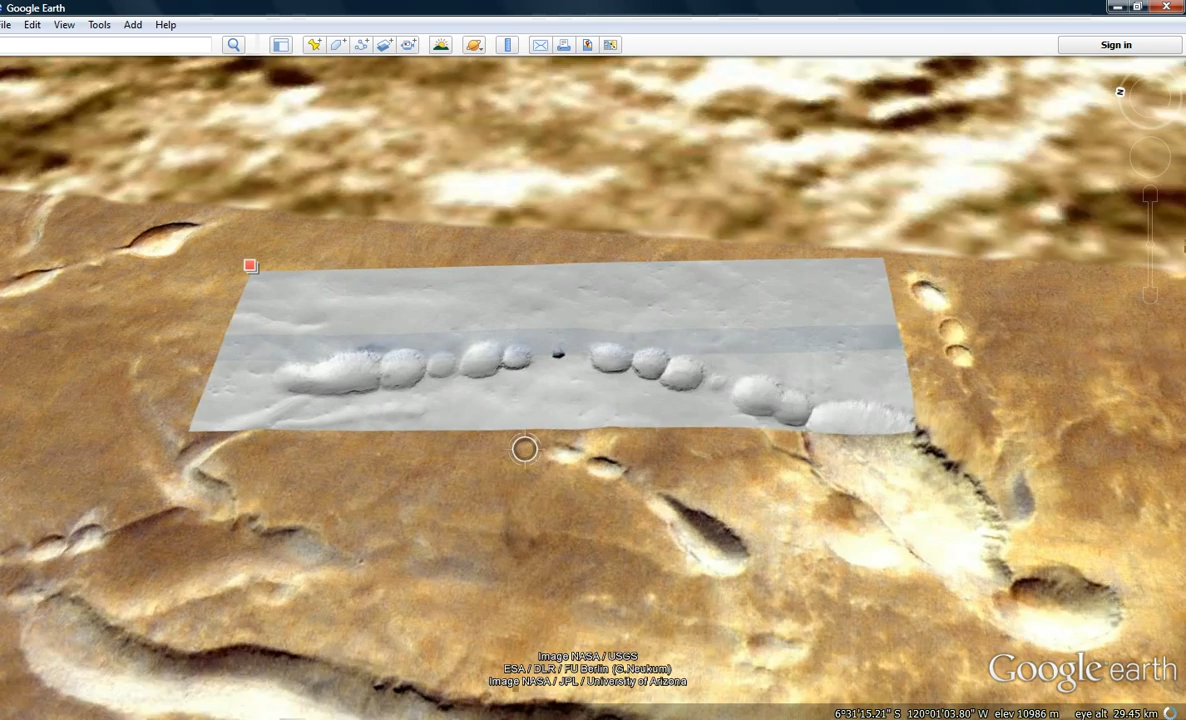 Google Earth
File Edit View Tools Add Help
Sign in
N
Image NASA / USGS
ESA / DLR / FU Berlin (G.Neukum)
Image NASA / JPL / University of Arizona
Google earth
6°31'15.21" S 120°01'03.80" W elev 10986 m eye alt 29.45 km